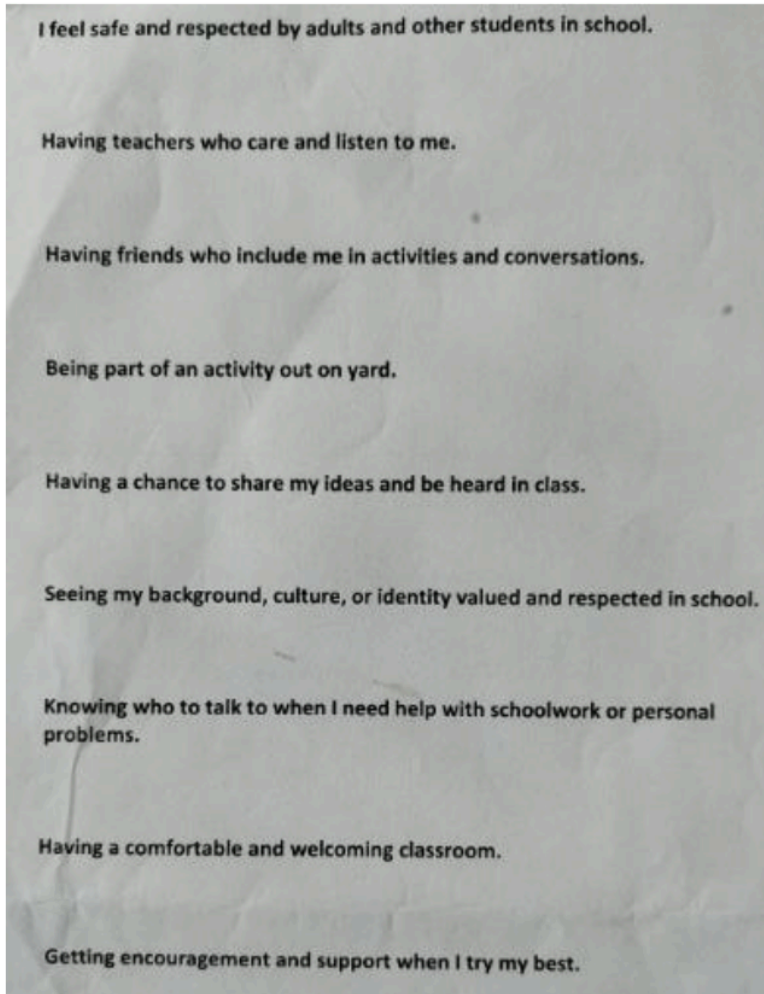 I feel safe and respected by adults and other students in school.
Having teachers who care and listen to me.
Having friends who include me in activities and conversations.
Being part of an activity out on yard.
Having a chance to share my ideas and be heard in class.
Seeing my background, culture, or identity valued and respected in school.
Knowing who to talk to when I need help with schoolwork or personal
problems.
Having a comfortable and welcoming classroom.
Getting encouragement and support when I try my best.